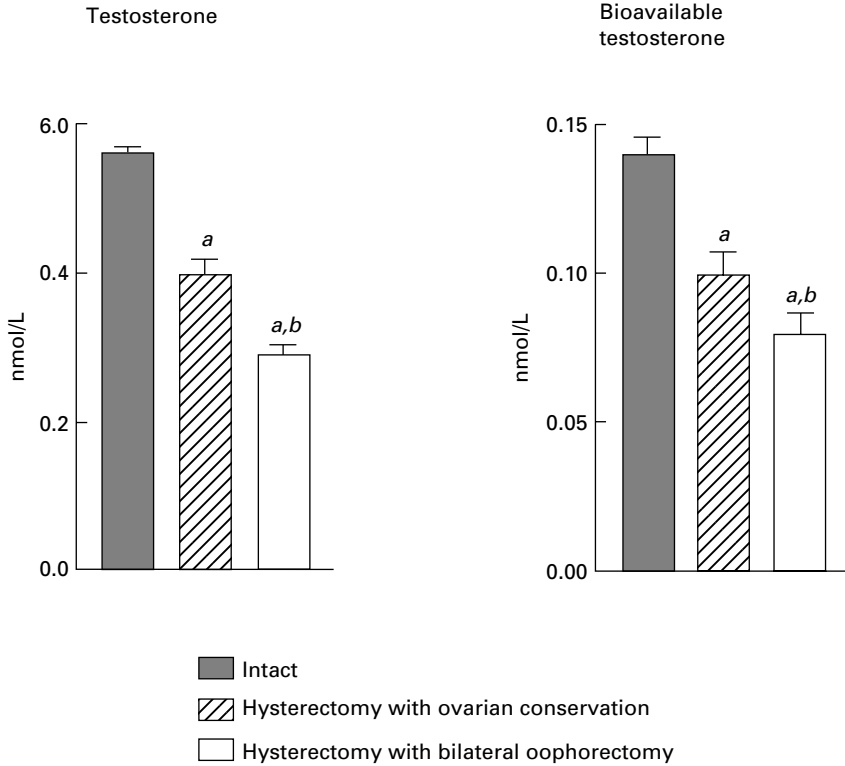 Testosterone
Bioavailable
testosterone
6.0
0.4
0.2
0.0
nmol/L
a
a,b
0.15
0.10
0.05
0.00
nmol/L
a
a,b
Intact
Hysterectomy with ovarian conservation
Hysterectomy with bilateral oophorectomy